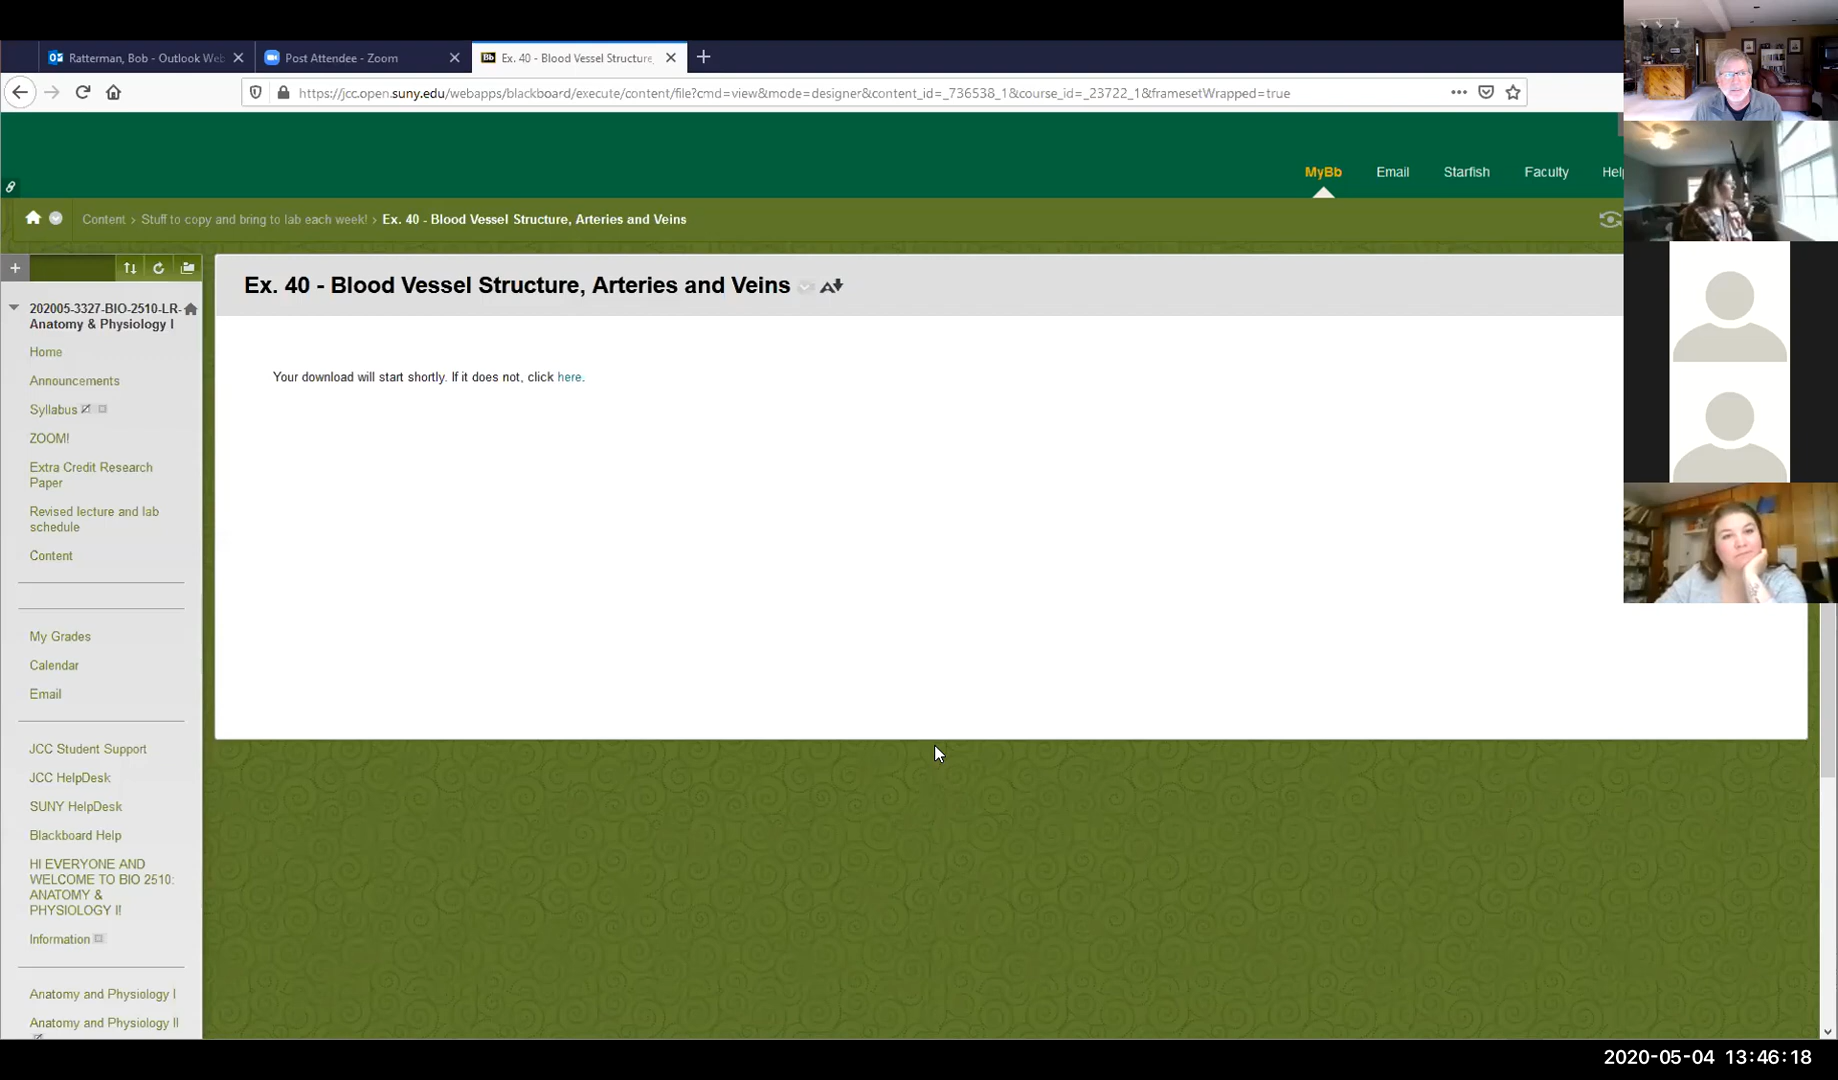 Ratterman, Bob - Outlook Web
Post Attendee - Zoom
Bb Ex. 40 - Blood Vessel Structure,
https://jcc.open.suny.edu/webapps/blackboard/execute/content/file?cmd=view&mode=designer&content_id=_736538_1&course_id=_23722_1&framesetWrapped=true
MyBb Email Starfish Faculty Help
Content > Stuff to copy and bring to lab each week! > Ex. 40 - Blood Vessel Structure, Arteries and Veins
202005-3327-BIO-2510-LR-
Anatomy & Physiology I
Home
Announcements
Syllabus
ZOOM!
Extra Credit Research
Paper
Revised lecture and lab
schedule
Content
My Grades
Calendar
Email
JCC Student Support
JCC HelpDesk
SUNY HelpDesk
Blackboard Help
HI EVERYONE AND
WELCOME TO BIO 2510:
ANATOMY &
PHYSIOLOGY I!
Information
Anatomy and Physiology I
Anatomy and Physiology II
Ex. 40 - Blood Vessel Structure, Arteries and Veins
Your download will start shortly. If it does not, click here.
2020-05-04 13:46:18